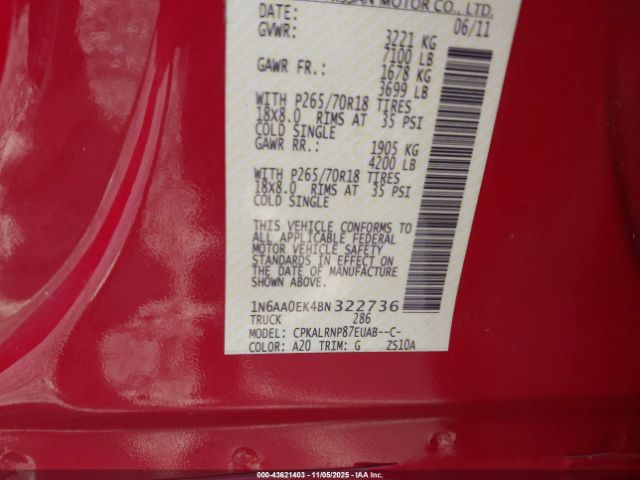 NISSAN MOTOR CO., LTD.
DATE: 06/11
GVWR: 3221 KG
7100 LB
GAWR FR.: 1678 KG
3699 LB
WITH P265/70R18 TIRES
18X8.0 RIMS AT 35 PSI
COLD SINGLE
GAWR RR.: 1905 KG
4200 LB
WITH P265/70R18 TIRES
18X8.0 RIMS AT 35 PSI
COLD SINGLE
THIS VEHICLE CONFORMS TO
ALL APPLICABLE FEDERAL
MOTOR VEHICLE SAFETY
STANDARDS IN EFFECT ON
THE DATE OF MANUFACTURE
SHOWN ABOVE.
1N6AA0EK4BN322736
TRUCK 286
MODEL: CPKALRNP87EUAB--C-
COLOR: A20 TRIM: G ZS10A
000-43621403 - 11/05/2025 - IAA Inc.